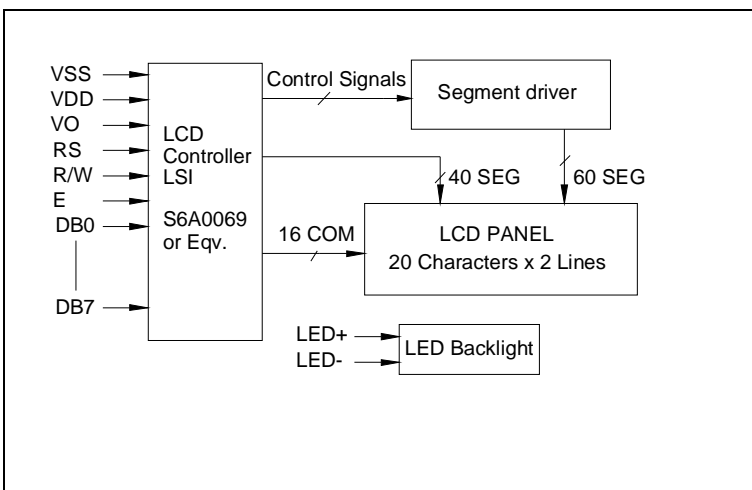 VSS
VDD
VO
RS
R/W
E
DB0
DB7
LCD
Controller
LSI
S6A0069
or Eqv.
Control Signals
Segment driver
40 SEG
60 SEG
16 COM
LCD PANEL
20 Characters x 2 Lines
LED+
LED-
LED Backlight